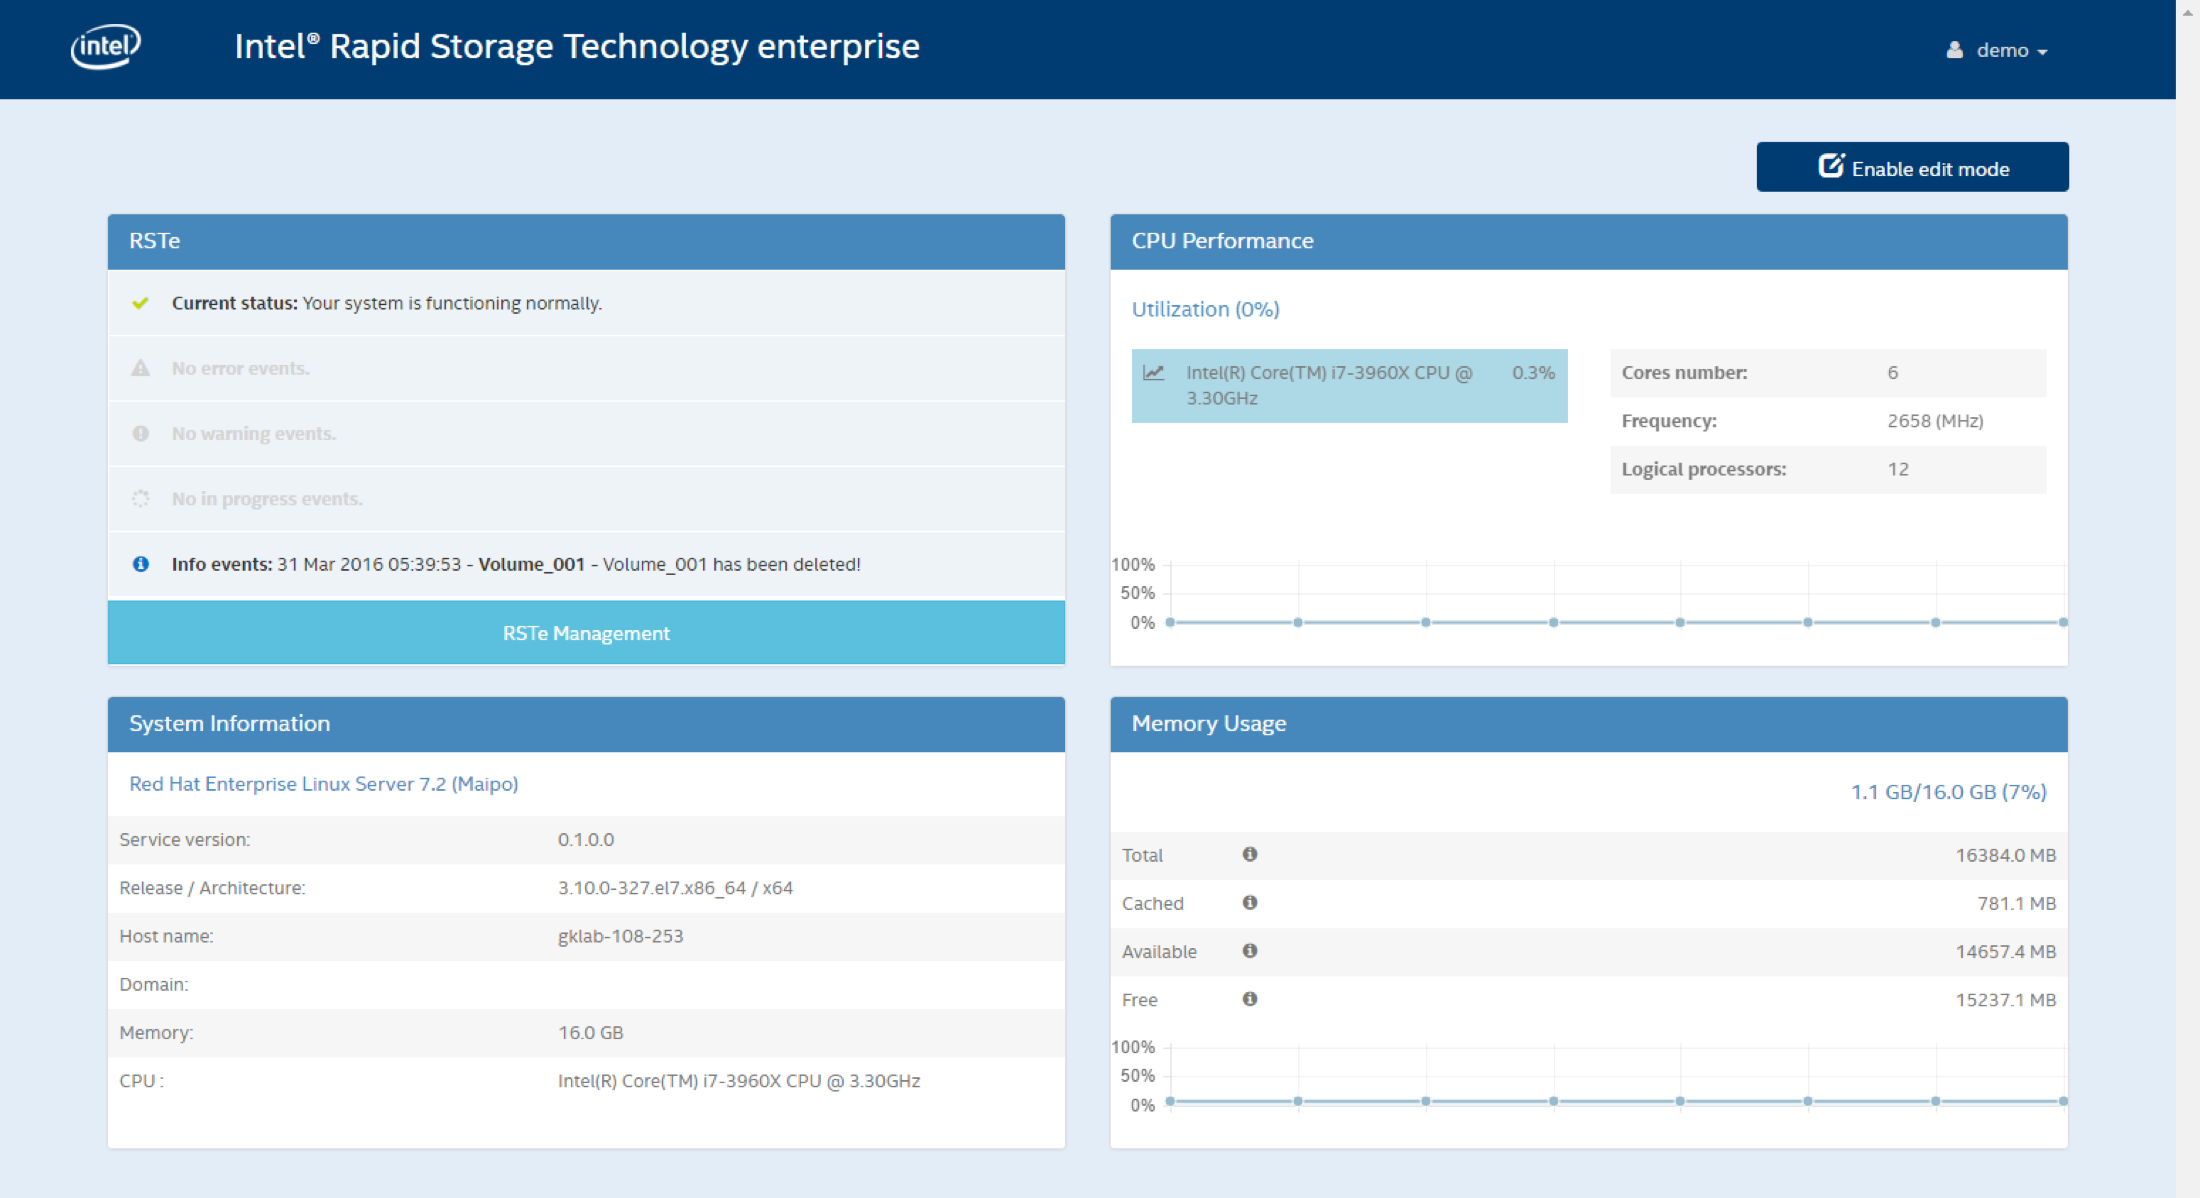 intel
Intel® Rapid Storage Technology enterprise
demo
Enable edit mode
RSTe
Current status: Your system is functioning normally.
No error events.
No warning events.
No in progress events.
Info events: 31 Mar 2016 05:39:53 - Volume_001 - Volume_001 has been deleted!
RSTe Management
CPU Performance
Utilization (0%)
Intel(R) Core(TM) i7-3960X CPU @ 0.3%
3.30GHz
Cores number: 6
Frequency: 2658 (MHz)
Logical processors: 12
100%
50%
0%
System Information
Red Hat Enterprise Linux Server 7.2 (Maipo)
Service version: 0.1.0.0
Release / Architecture: 3.10.0-327.el7.x86_64 / x64
Host name: gklab-108-253
Domain:
Memory: 16.0 GB
CPU : Intel(R) Core(TM) i7-3960X CPU @ 3.30GHz
Memory Usage
1.1 GB/16.0 GB (7%)
Total 16384.0 MB
Cached 781.1 MB
Available 14657.4 MB
Free 15237.1 MB
100%
50%
0%